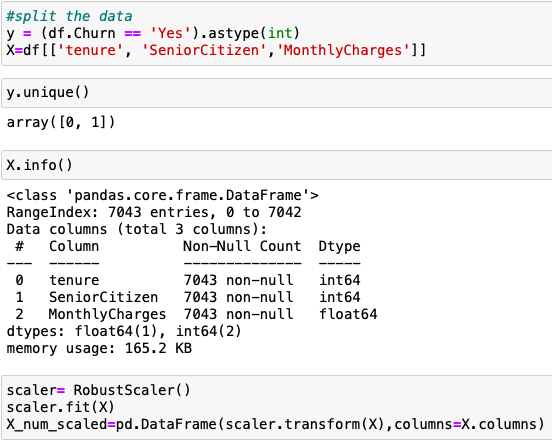 #split the data
y = (df.Churn == 'Yes').astype(int)
X=df[['tenure', 'SeniorCitizen','MonthlyCharges']]
y.unique()
array([0, 1])
X.info()
<class 'pandas.core.frame.DataFrame'>
RangeIndex: 7043 entries, 0 to 7042
Data columns (total 3 columns):
 #   Column          Non-Null Count  Dtype
---  ------          --------------  -----
 0   tenure          7043 non-null   int64
 1   SeniorCitizen   7043 non-null   int64
 2   MonthlyCharges  7043 non-null   float64
dtypes: float64(1), int64(2)
memory usage: 165.2 KB
scaler= RobustScaler()
scaler.fit(X)
X_num_scaled=pd.DataFrame(scaler.transform(X),columns=X.columns)